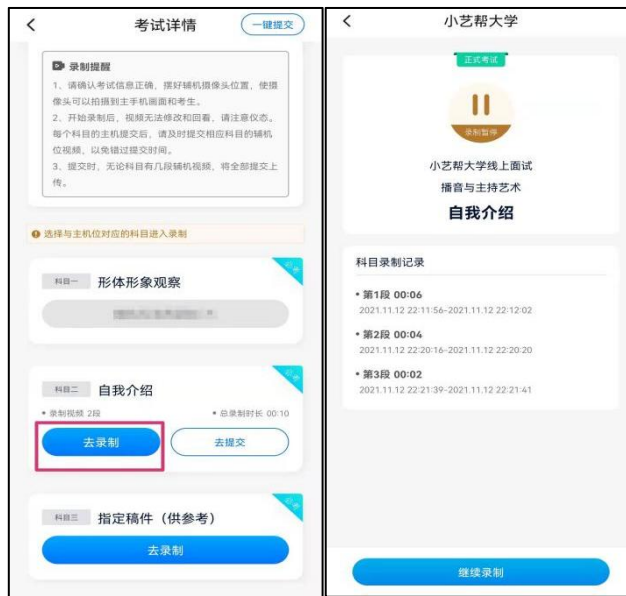 考试详情
一键提交
录制提醒
1、请确认考试信息正确，摆好辅机摄像头位置，使摄
像头可以拍摄到主手机画面和考生。
2、开始录制后，视频无法修改和回看，请注意仪态。
每个科目的主机提交后，请及时提交相应科目的辅机
位视频，以免错过提交时间。
3、提交时，无论科目有几段辅机视频，将全部提交上
传。
选择与主机位对应的科目进入录制
科目一 形体形象观察
科目二 自我介绍
• 录制视频 2段 • 总录制时长 00:10
去录制 去提交
科目三 指定稿件（供参考）
去录制
小艺帮大学
正式考试
录制暂停
小艺帮大学线上面试
播音与主持艺术
自我介绍
科目录制记录
• 第1段 00:06
2021.11.12 22:11:56-2021.11.12 22:12:02
• 第2段 00:04
2021.11.12 22:20:16-2021.11.12 22:20:20
• 第3段 00:02
2021.11.12 22:21:39-2021.11.12 22:21:41
继续录制